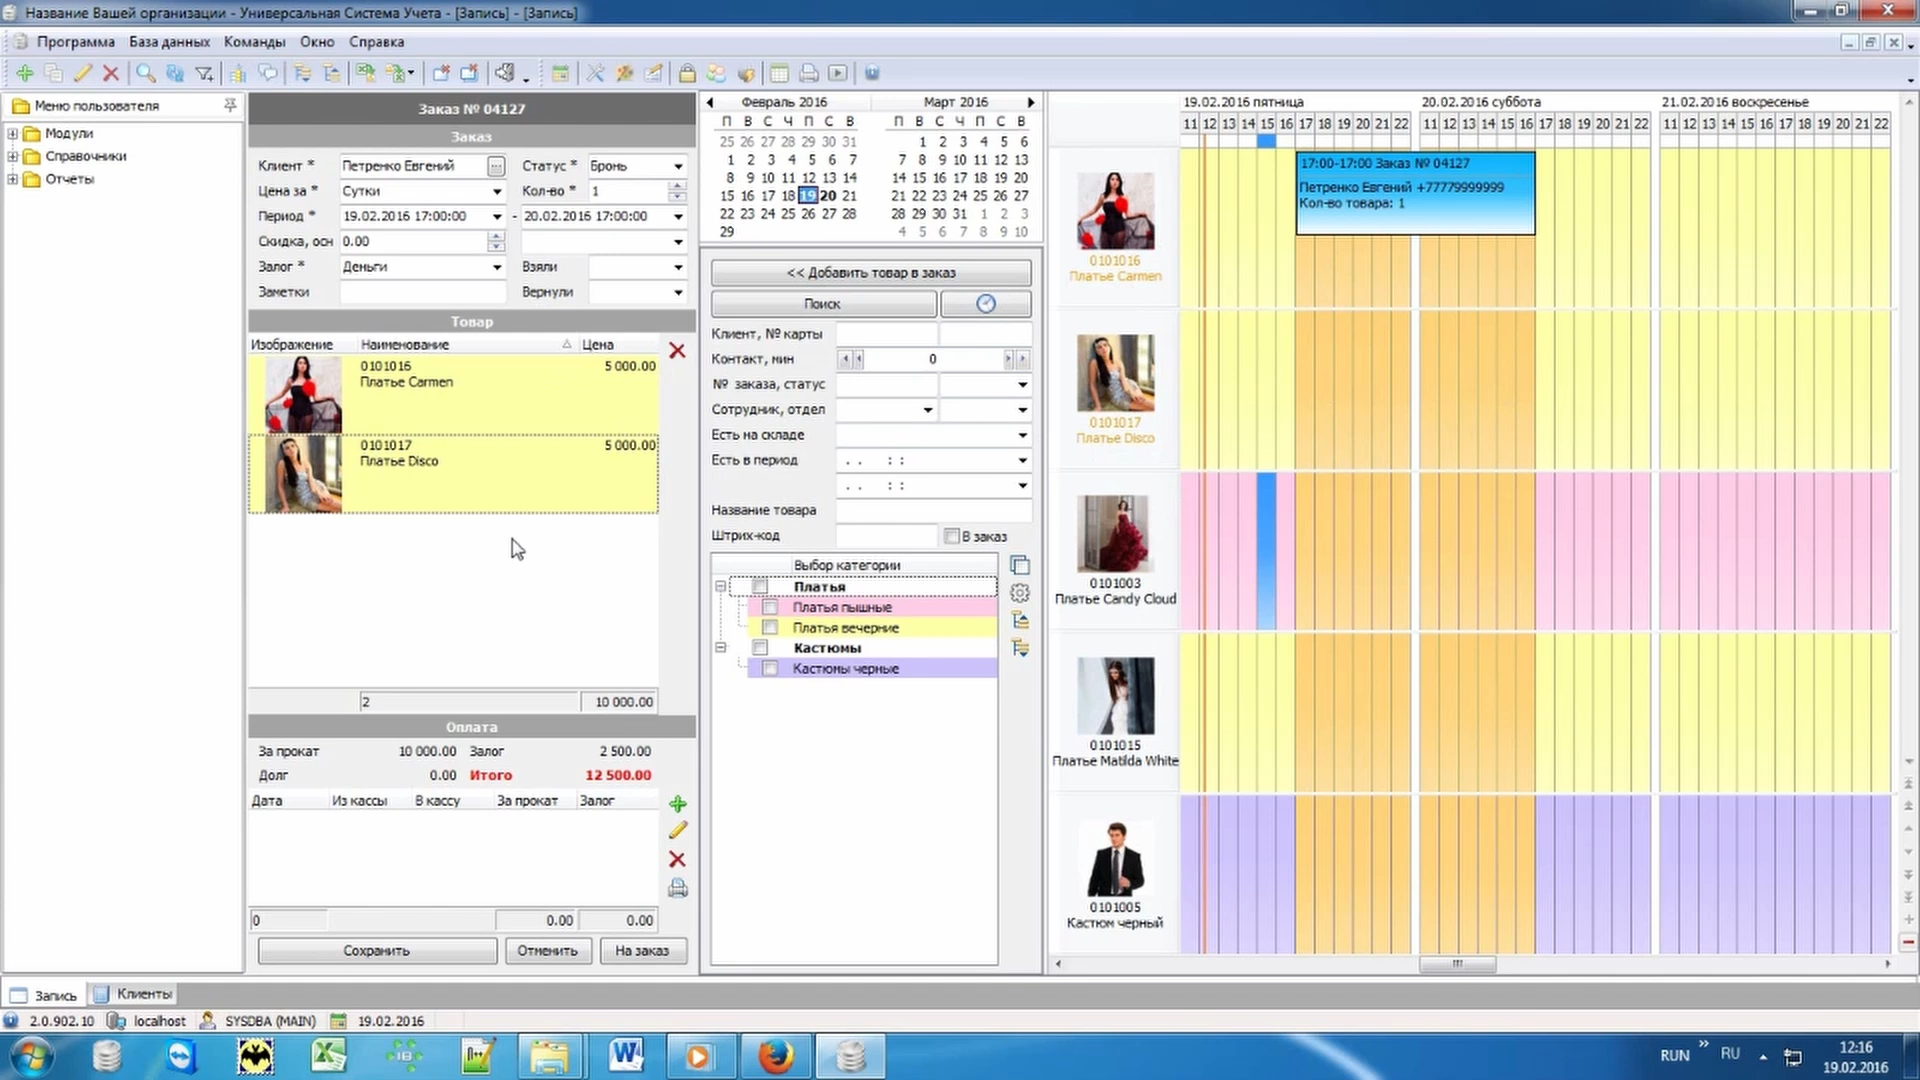 Название Вашей организации - Универсальная Система Учета - [Запись] - [Запись]
Программа База данных Команды Окно Справка
Меню пользователя
Модули
Справочники
Отчеты
Заказ № 04127
Заказ
Клиент * Петренко Евгений ... Статус * Бронь
Цена за * Сутки Кол-во * 1
Период * 19.02.2016 17:00:00 - 20.02.2016 17:00:00
Скидка, осн 0.00
Залог * Деньги Взяли
Заметки Вернули
Товар
Изображение Наименование Цена
0101016 5 000.00
Платье Carmen
0101017 5 000.00
Платье Disco
2 10 000.00
Оплата
За прокат 10 000.00 Залог 2 500.00
Долг 0.00 Итого 12 500.00
Дата Из кассы В кассу За прокат Залог
0 0.00 0.00
Сохранить Отменить На заказ
Февраль 2016 Март 2016
П В С Ч П С В П В С Ч П С В
25 26 27 28 29 30 31 1 2 3 4 5 6
1 2 3 4 5 6 7 7 8 9 10 11 12 13
8 9 10 11 12 13 14 14 15 16 17 18 19 20
15 16 17 18 19 20 21 21 22 23 24 25 26 27
22 23 24 25 26 27 28 28 29 30 31 1 2 3
29 4 5 6 7 8 9 10
<< Добавить товар в заказ
Поиск
Клиент, № карты
Контакт, мин 0
№ заказа, статус
Сотрудник, отдел
Есть на складе
Есть в период . . : :
. . : :
Название товара
Штрих-код В заказ
Выбор категории
Платья
Платья пышные
Платья вечерние
Костюмы
Костюмы черные
19.02.2016 пятница 20.02.2016 суббота 21.02.2016 воскресенье
11 12 13 14 15 16 17 18 19 20 21 22 11 12 13 14 15 16 17 18 19 20 21 22 11 12 13 14 15 16 17 18 19 20 21 22
17:00-17:00 Заказ № 04127
Петренко Евгений +77779999999
Кол-во товара: 1
0101016
Платье Carmen
0101017
Платье Disco
0101003
Платье Candy Cloud
0101015
Платье Matilda White
0101005
Костюм черный
Запись Клиенты
2.0.902.10 localhost SYSDBA (MAIN) 19.02.2016
RUN RU 12:16
19.02.2016